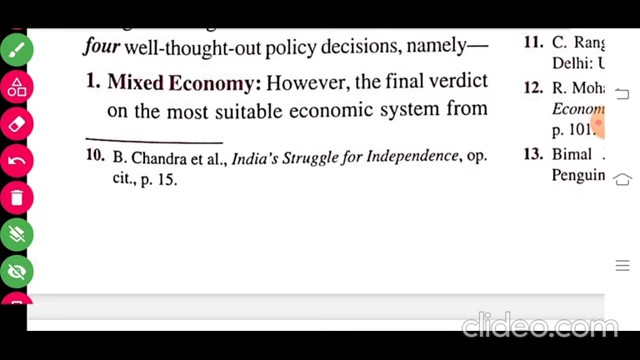 four well-thought-out policy decisions, namely—
1. Mixed Economy: However, the final verdict
on the most suitable economic system from
10. B. Chandra et al., India's Struggle for Independence, op.
cit., p. 15.
11. C. Rang
Delhi: U
12. R. Moha
Econom
p. 101.
13. Bimal
Penguin
clideo.com